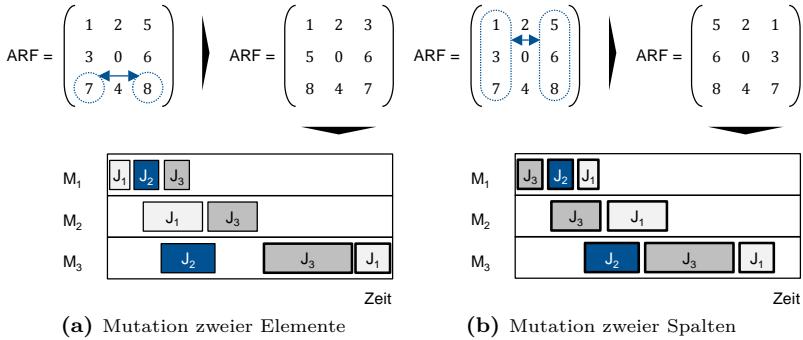 ARF =
1 2 5
3 0 6
7 4 8
ARF =
1 2 3
5 0 6
8 4 7
M1 J1 J2 J3
M2 J1 J3
M3 J2 J3 J1
Zeit
(a) Mutation zweier Elemente
ARF =
1 2 5
3 0 6
7 4 8
ARF =
5 2 1
6 0 3
8 4 7
M1 J3 J2 J1
M2 J3 J1
M3 J2 J3 J1
Zeit
(b) Mutation zweier Spalten